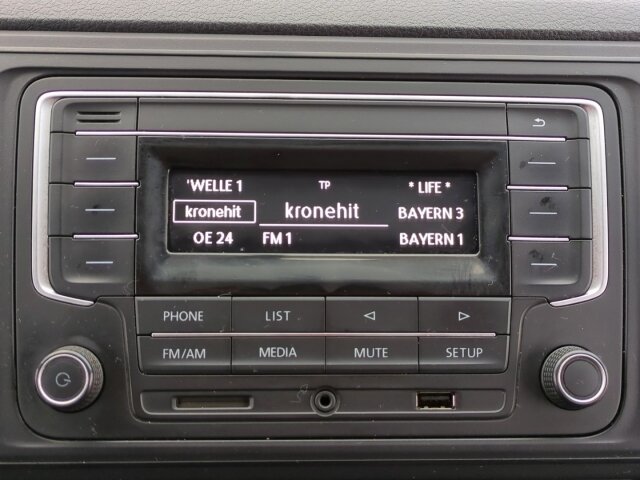 'WELLE 1 TP * LIFE *
kronehit kronehit BAYERN 3
OE 24 FM 1 BAYERN 1
PHONE LIST
FM/AM MEDIA MUTE SETUP